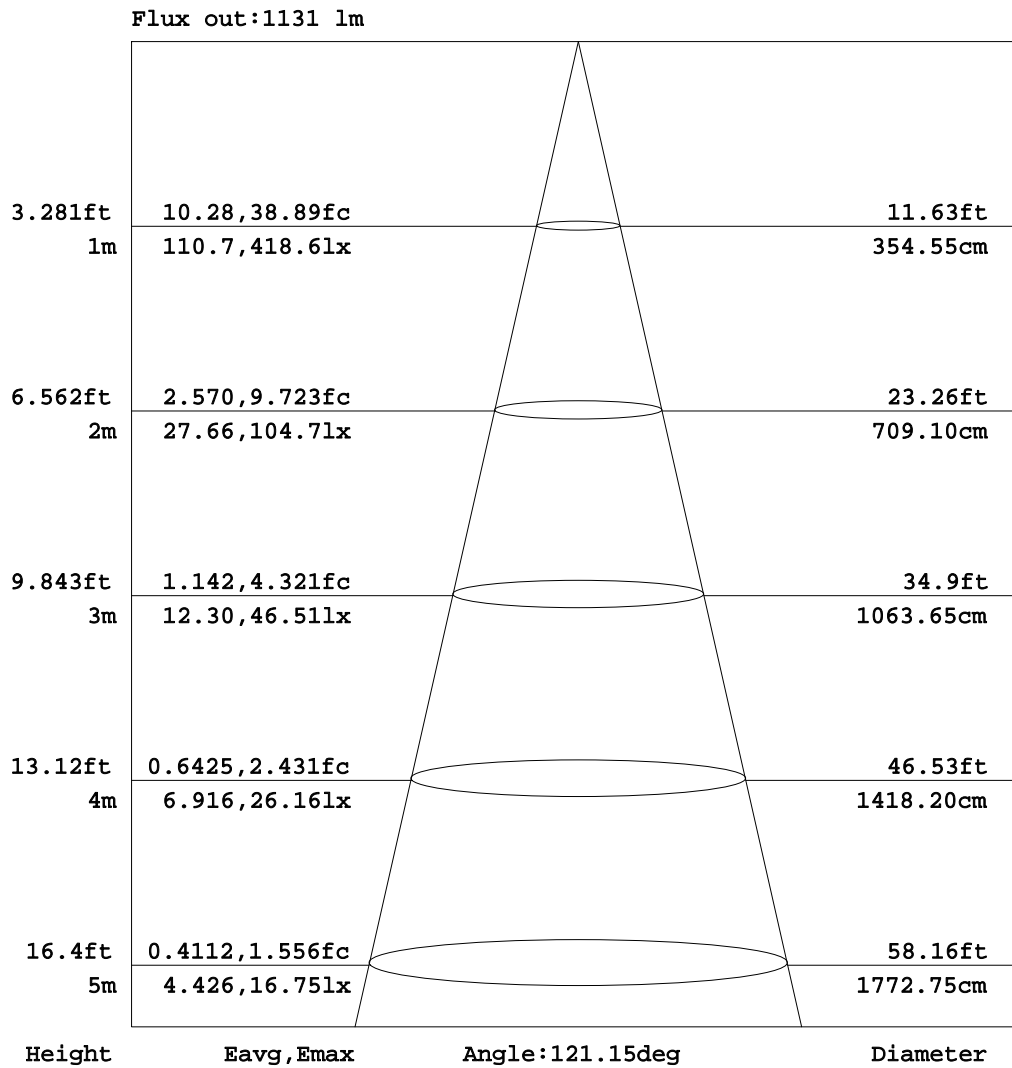 Flux out:1131 lm
3.281ft 10.28,38.89fc 11.63ft
1m 110.7,418.6lx 354.55cm
6.562ft 2.570,9.723fc 23.26ft
2m 27.66,104.7lx 709.10cm
9.843ft 1.142,4.321fc 34.9ft
3m 12.30,46.51lx 1063.65cm
13.12ft 0.6425,2.431fc 46.53ft
4m 6.916,26.16lx 1418.20cm
16.4ft 0.4112,1.556fc 58.16ft
5m 4.426,16.75lx 1772.75cm
Height Eavg,Emax Angle:121.15deg Diameter